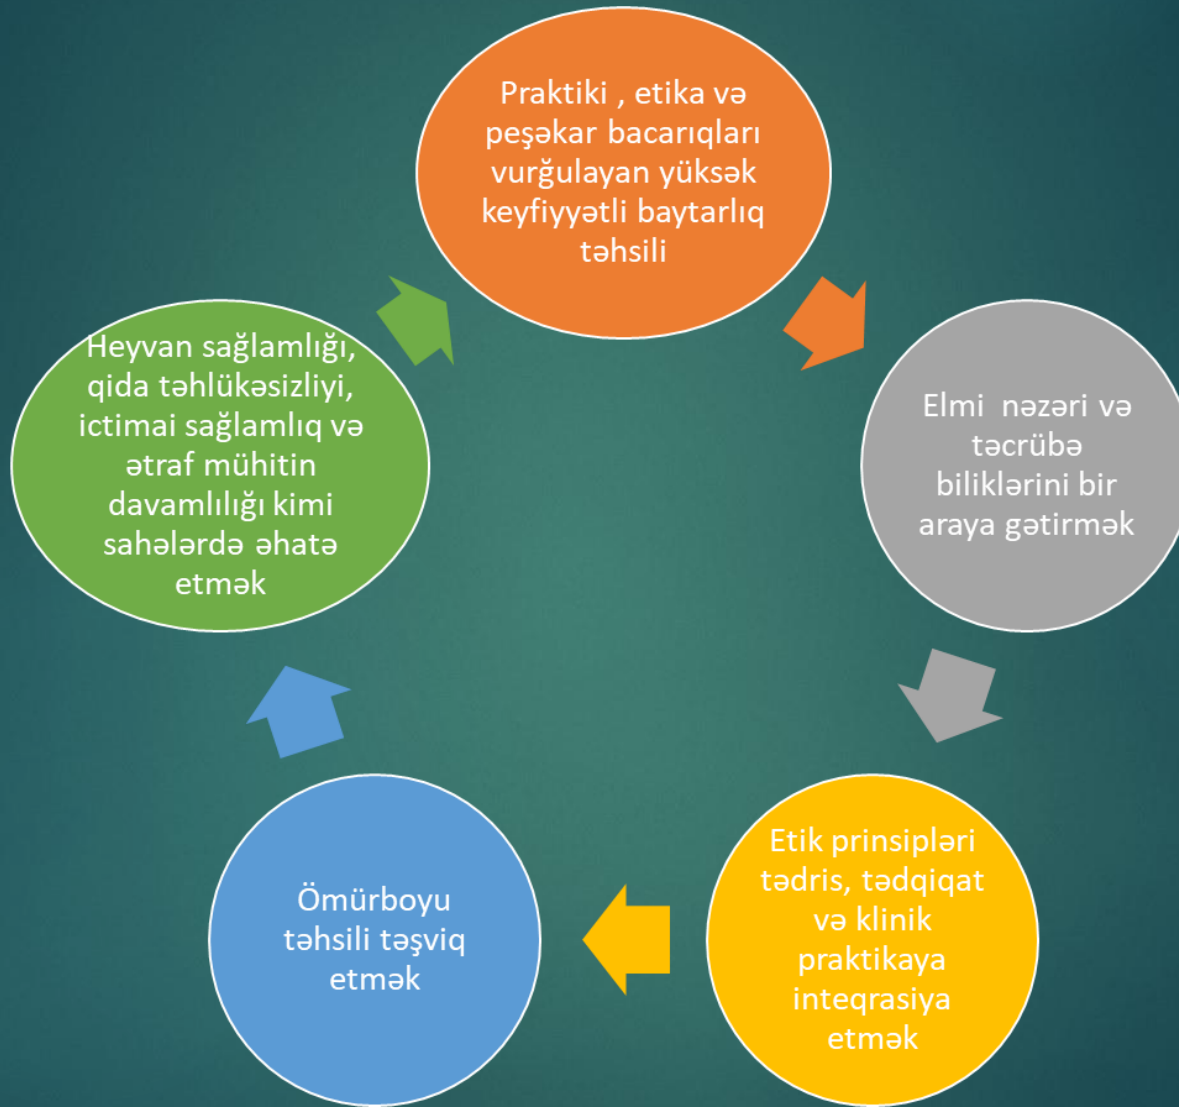 Praktiki , etika və
peşəkar bacarıqları
vurğulayan yüksək
keyfiyyətli baytarlıq
təhsili
Elmi nəzəri və
təcrübə
biliklərini bir
araya gətirmək
Etik prinsipləri
tədris, tədqiqat
və klinik
praktikaya
inteqrasiya
etmək
Ömürboyu
təhsili təşviq
etmək
Heyvan sağlamlığı,
qida təhlükəsizliyi,
ictimai sağlamlıq və
ətraf mühitin
davamlılığı kimi
sahələrdə əhatə
etmək